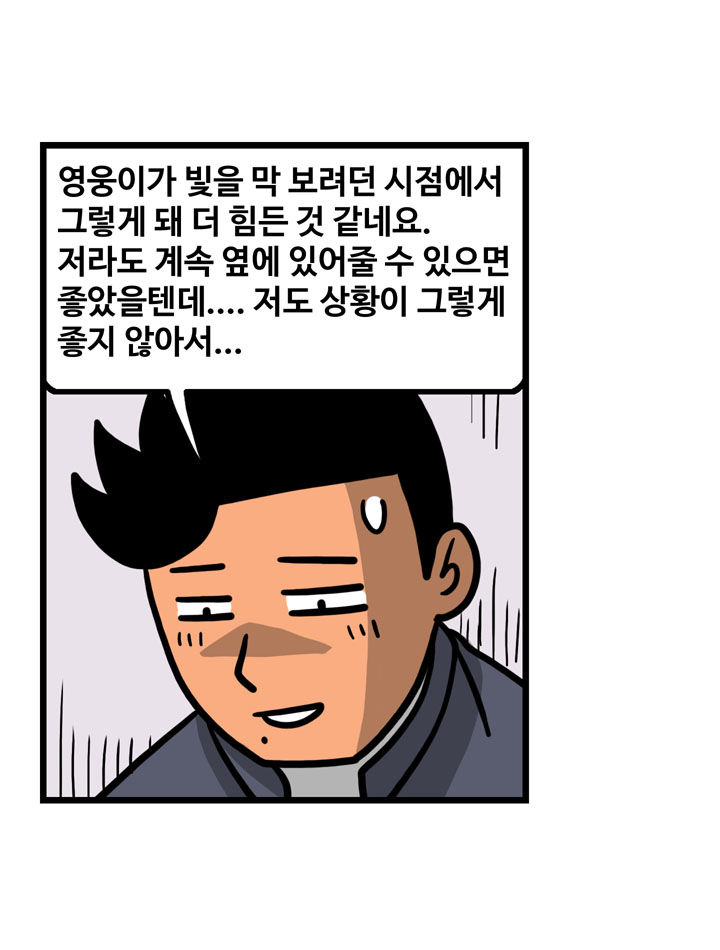 영웅이가 빛을 막 보려던 시점에서
그렇게 돼 더 힘든 것 같네요.
저라도 계속 옆에 있어줄 수 있으면
좋았을텐데.... 저도 상황이 그렇게
좋지 않아서...